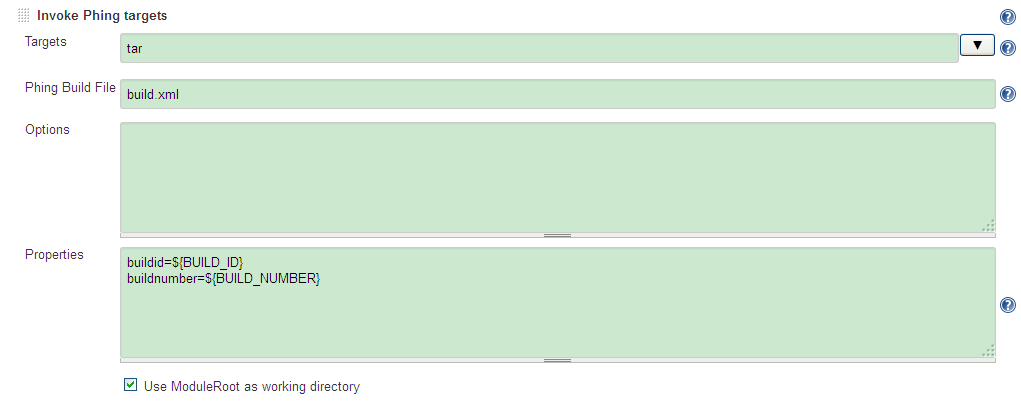 Invoke Phing targets
Targets
tar
Phing Build File
build.xml
Options
Properties
buildid=${BUILD_ID}
buildnumber=${BUILD_NUMBER}
Use ModuleRoot as working directory